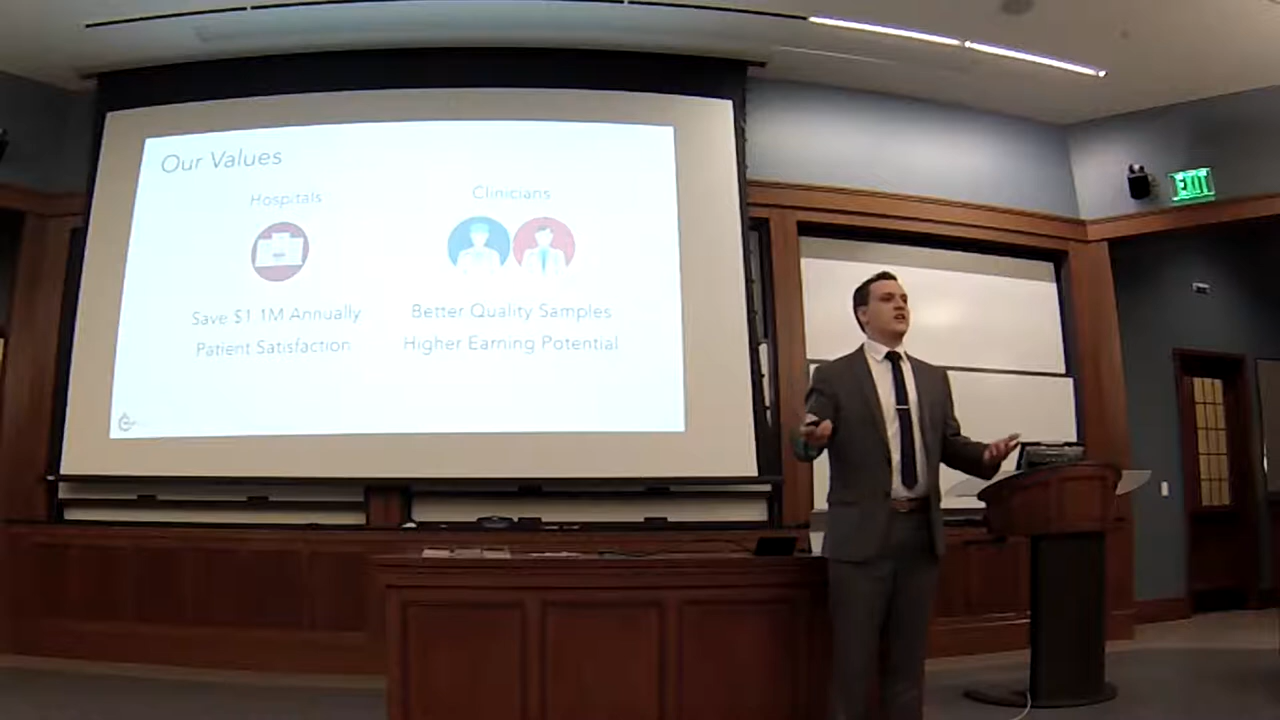 Our Values
Hospitals
Clinicians
Save $1.1M Annually
Patient Satisfaction
Better Quality Samples
Higher Earning Potential
EXIT